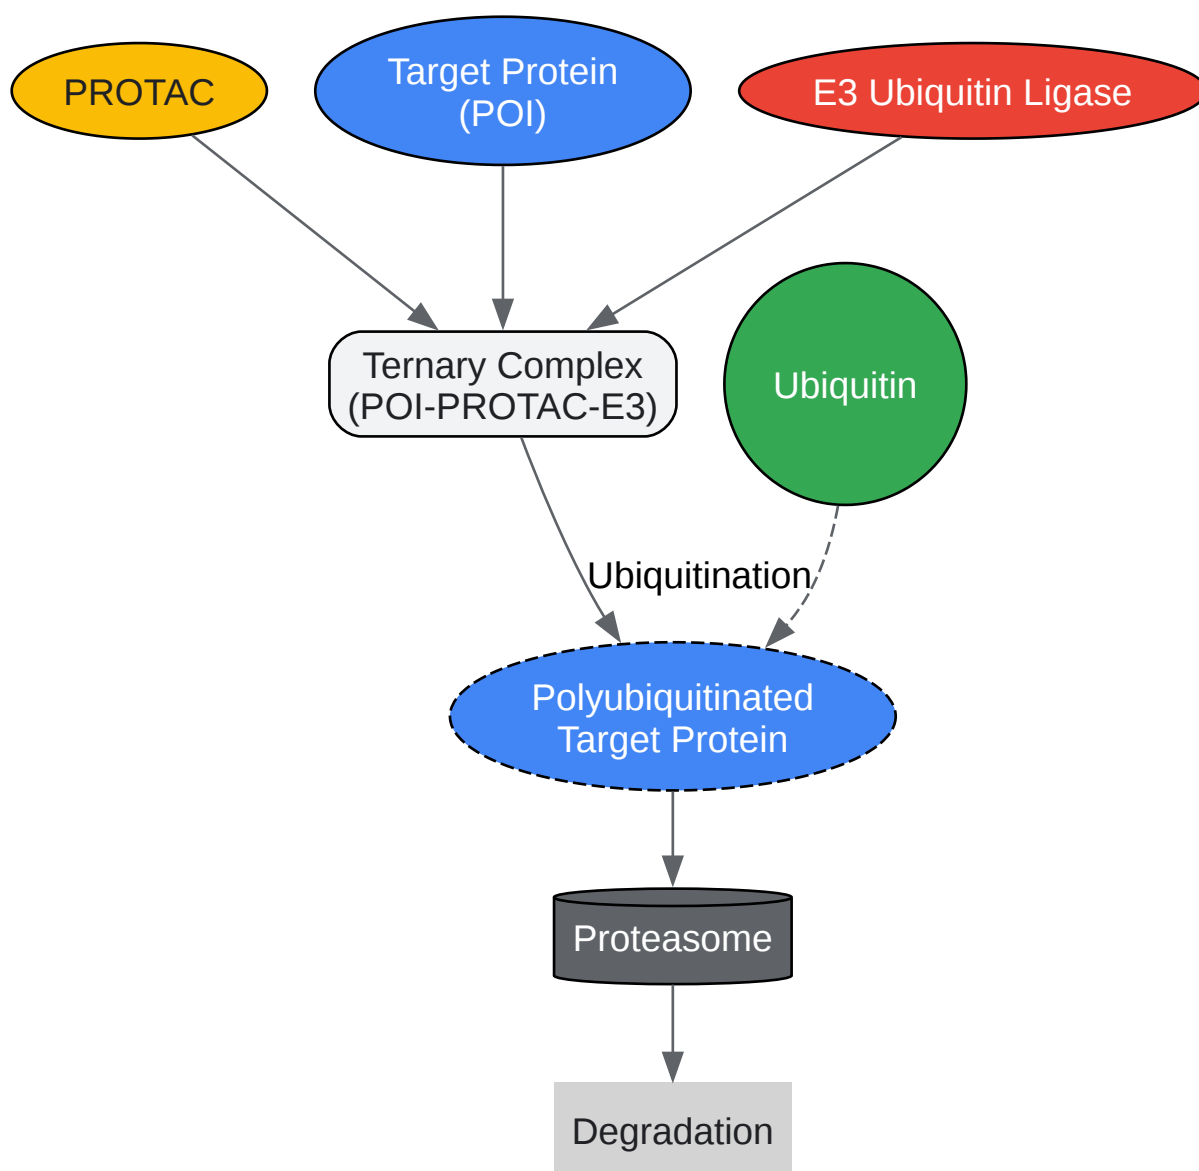 PROTAC
Target Protein
(POI)
E3 Ubiquitin Ligase
Ternary Complex
(POI-PROTAC-E3)
Ubiquitin
Ubiquitination
Polyubiquitinated
Target Protein
Proteasome
Degradation